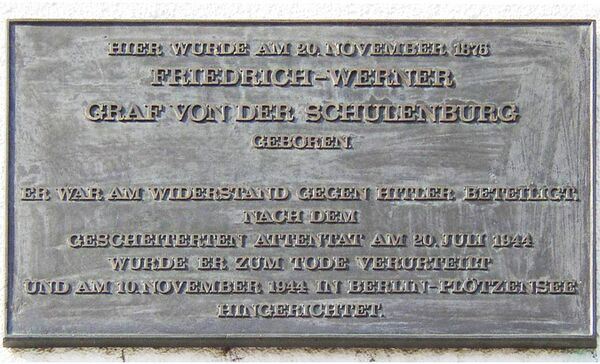 HIER WURDE AM 20. NOVEMBER 1875
FRIEDRICH-WERNER
GRAF VON DER SCHULENBURG
GEBOREN.
ER WAR AM WIDERSTAND GEGEN HITLER BETEILIGT.
NACH DEM
GESCHEITERTEN ATTENTAT AM 20. JULI 1944
WURDE ER ZUM TODE VERURTEILT
UND AM 10. NOVEMBER 1944 IN BERLIN-PLÖTZENSEE
HINGERICHTET.